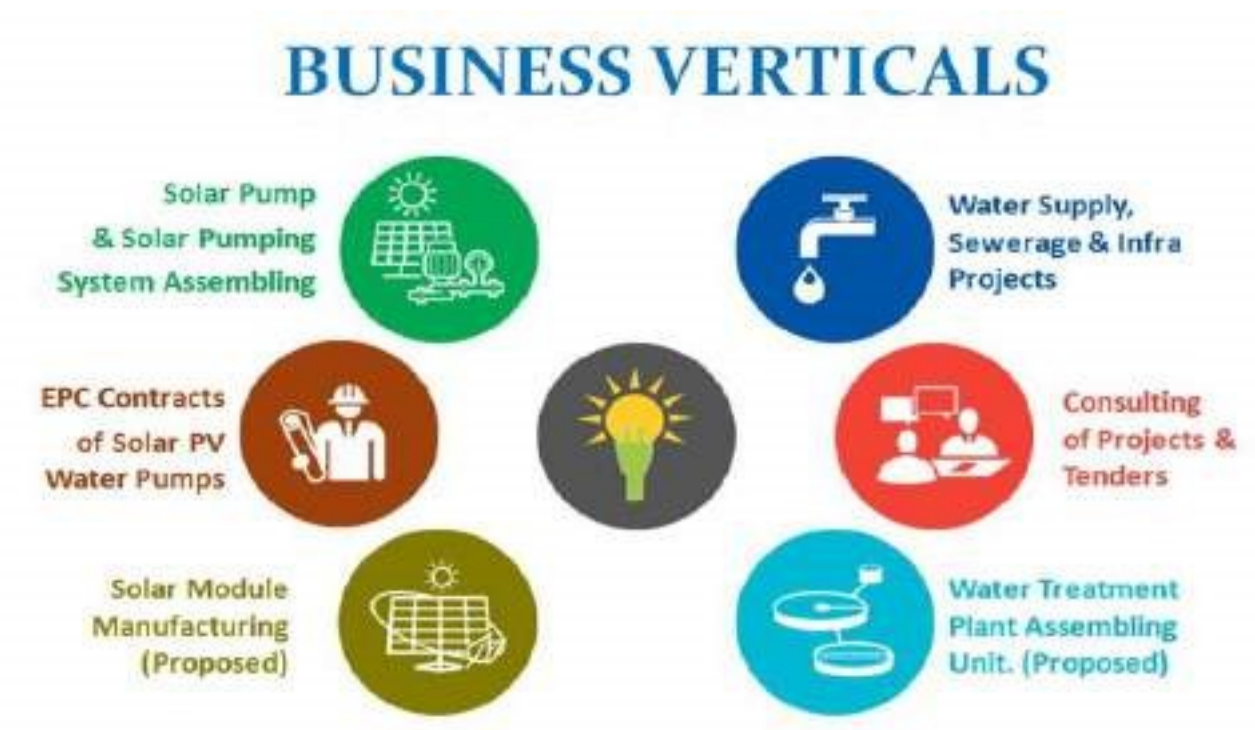 BUSINESS VERTICALS
Solar Pump
& Solar Pumping
System Assembling
Water Supply,
Sewerage & Infra
Projects
EPC Contracts
of Solar PV
Water Pumps
Consulting
of Projects &
Tenders
Solar Module
Manufacturing
(Proposed)
Water Treatment
Plant Assembling
Unit. (Proposed)